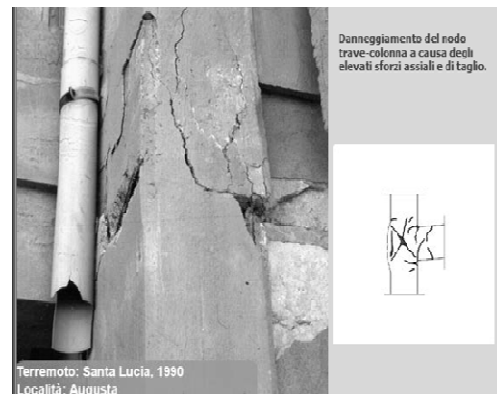 Danneggiamento del nodo
trave-colonna a causa degli
elevati sforzi assiali e di taglio.
Terremoto: Santa Lucia, 1990
Località: Augusta